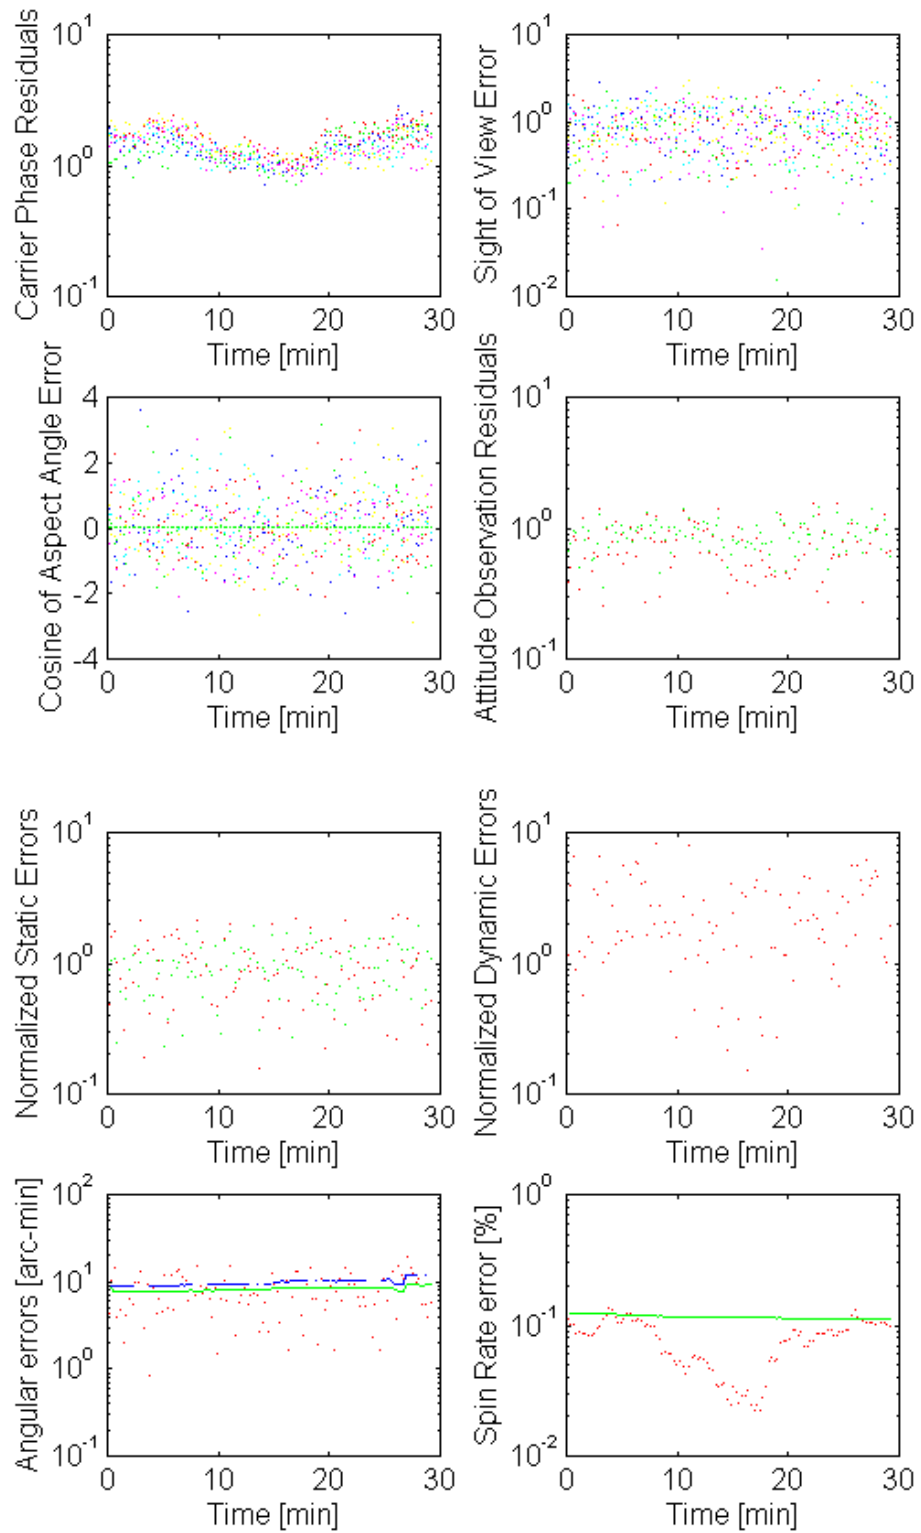 Carrier Phase Residuals
10^1
10^0
10^-1
0 10 20 30
Time [min]
Sight of View Error
10^1
10^0
10^-1
10^-2
0 10 20 30
Time [min]
Cosine of Aspect Angle Error
4
2
0
-2
-4
0 10 20 30
Time [min]
Attitude Observation Residuals
10^1
10^0
10^-1
0 10 20 30
Time [min]
Normalized Static Errors
10^1
10^0
10^-1
0 10 20 30
Time [min]
Normalized Dynamic Errors
10^1
10^0
10^-1
0 10 20 30
Time [min]
Angular errors [arc-min]
10^2
10^1
10^0
10^-1
0 10 20 30
Time [min]
Spin Rate error [%]
10^0
10^-1
10^-2
0 10 20 30
Time [min]